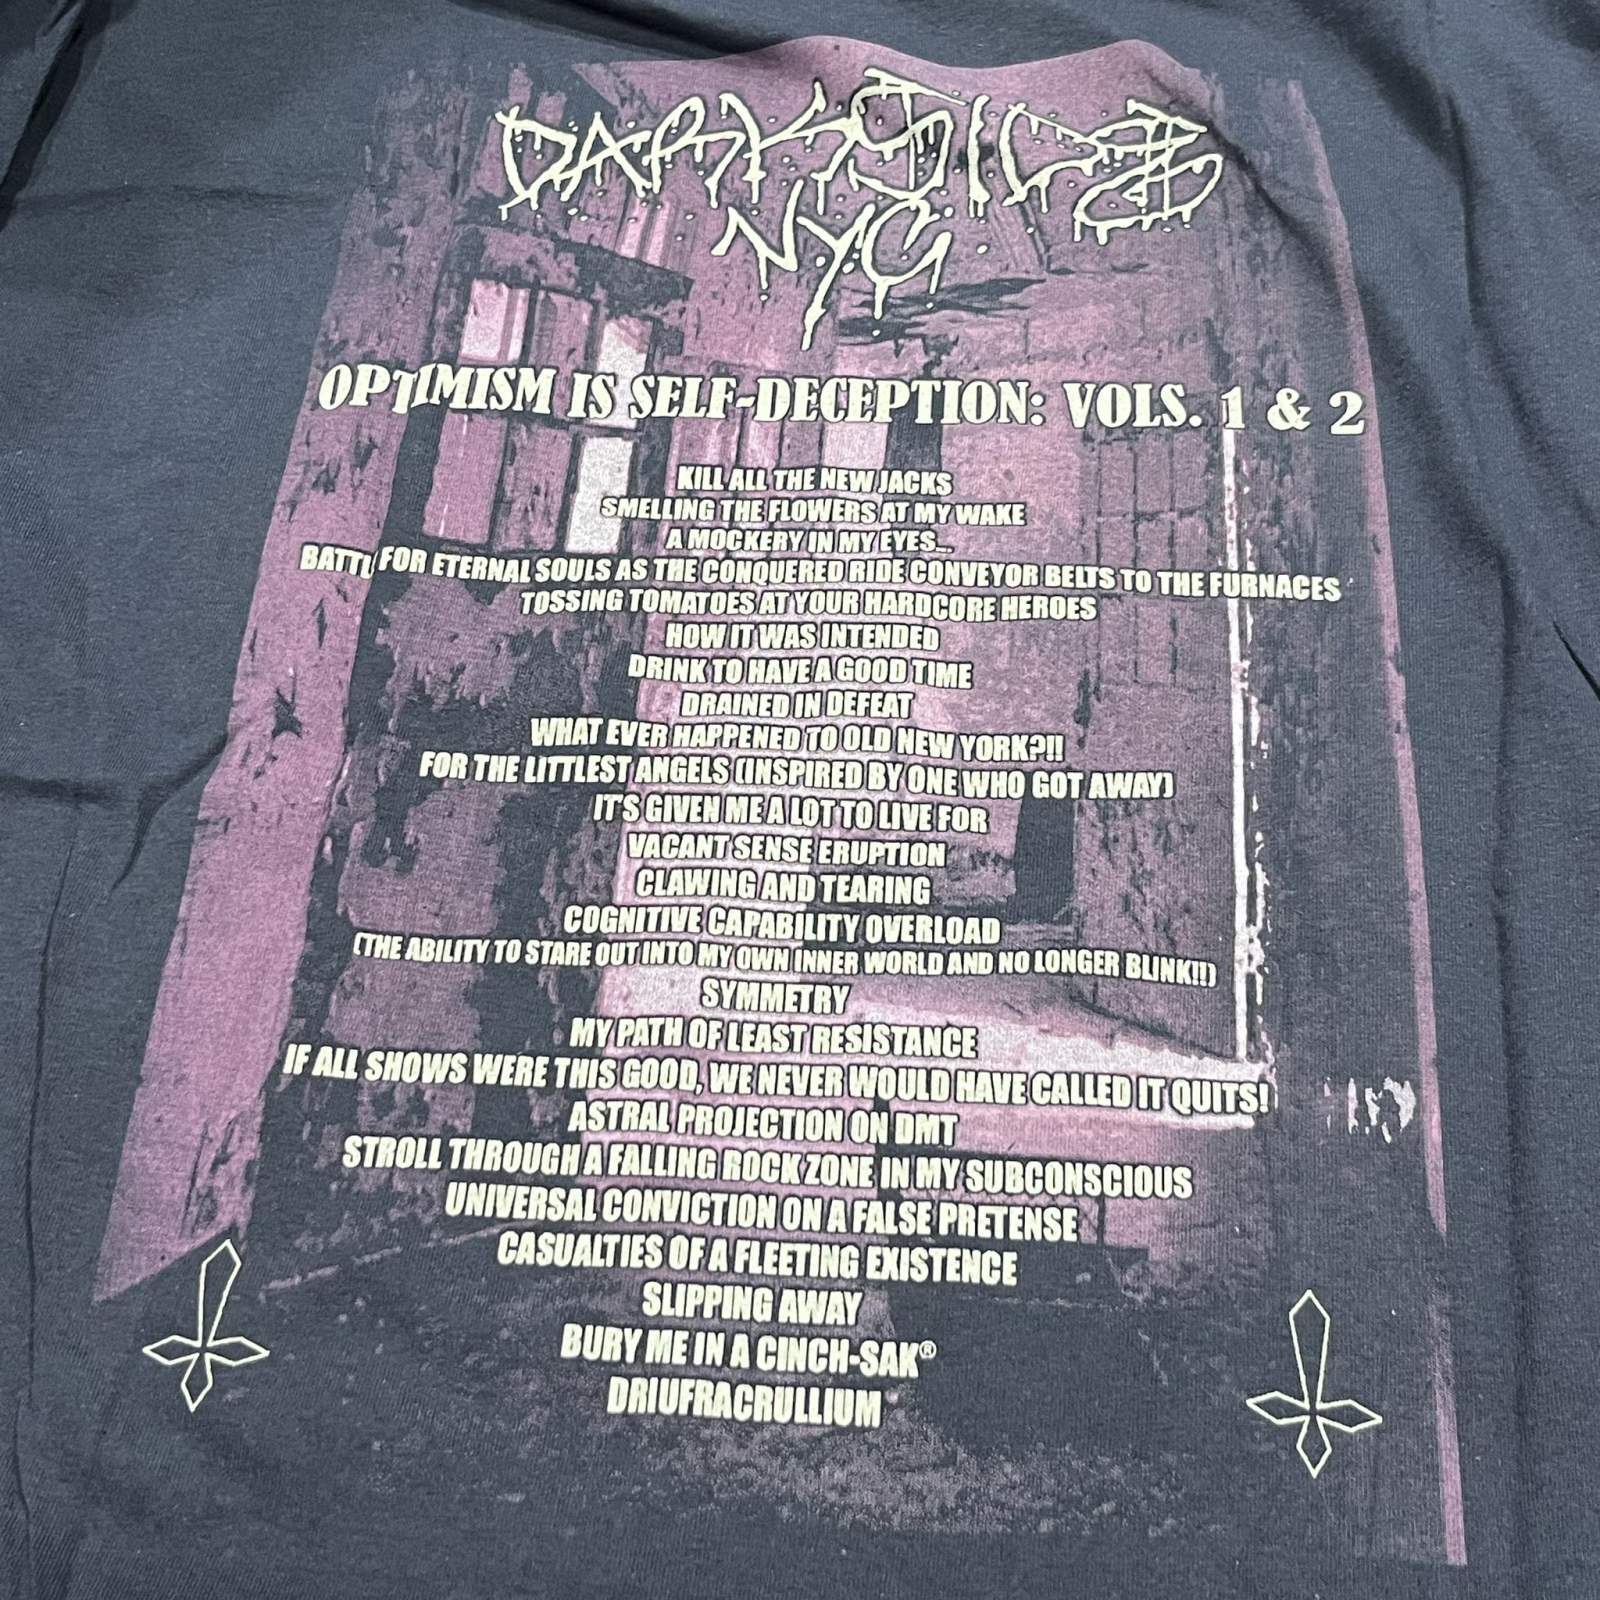 DARKSIDE
NYC
OPTIMISM IS SELF-DECEPTION: VOLS. 1 & 2
KILL ALL THE NEW JACKS
SMELLING THE FLOWERS AT MY WAKE
A MOCKERY IN MY EYES...
BATTL FOR ETERNAL SOULS AS THE CONQUERED RIDE CONVEYOR BELTS TO THE FURNACES
TOSSING TOMATOES AT YOUR HARDCORE HEROES
HOW IT WAS INTENDED
DRINK TO HAVE A GOOD TIME
DRAINED IN DEFEAT
WHAT EVER HAPPENED TO OLD NEW YORK?!!
FOR THE LITTLEST ANGELS (INSPIRED BY ONE WHO GOT AWAY)
IT'S GIVEN ME A LOT TO LIVE FOR
VACANT SENSE ERUPTION
CLAWING AND TEARING
COGNITIVE CAPABILITY OVERLOAD
(THE ABILITY TO STARE OUT INTO MY OWN INNER WORLD AND NO LONGER BLINK!!)
SYMMETRY
MY PATH OF LEAST RESISTANCE
IF ALL SHOWS WERE THIS GOOD, WE NEVER WOULD HAVE CALLED IT QUITS!
ASTRAL PROJECTION ON DMT
STROLL THROUGH A FALLING ROCK ZONE IN MY SUBCONSCIOUS
UNIVERSAL CONVICTION ON A FALSE PRETENSE
CASUALTIES OF A FLEETING EXISTENCE
SLIPPING AWAY
BURY ME IN A CINCH-SAK®
DRIUFRACRULLIUM